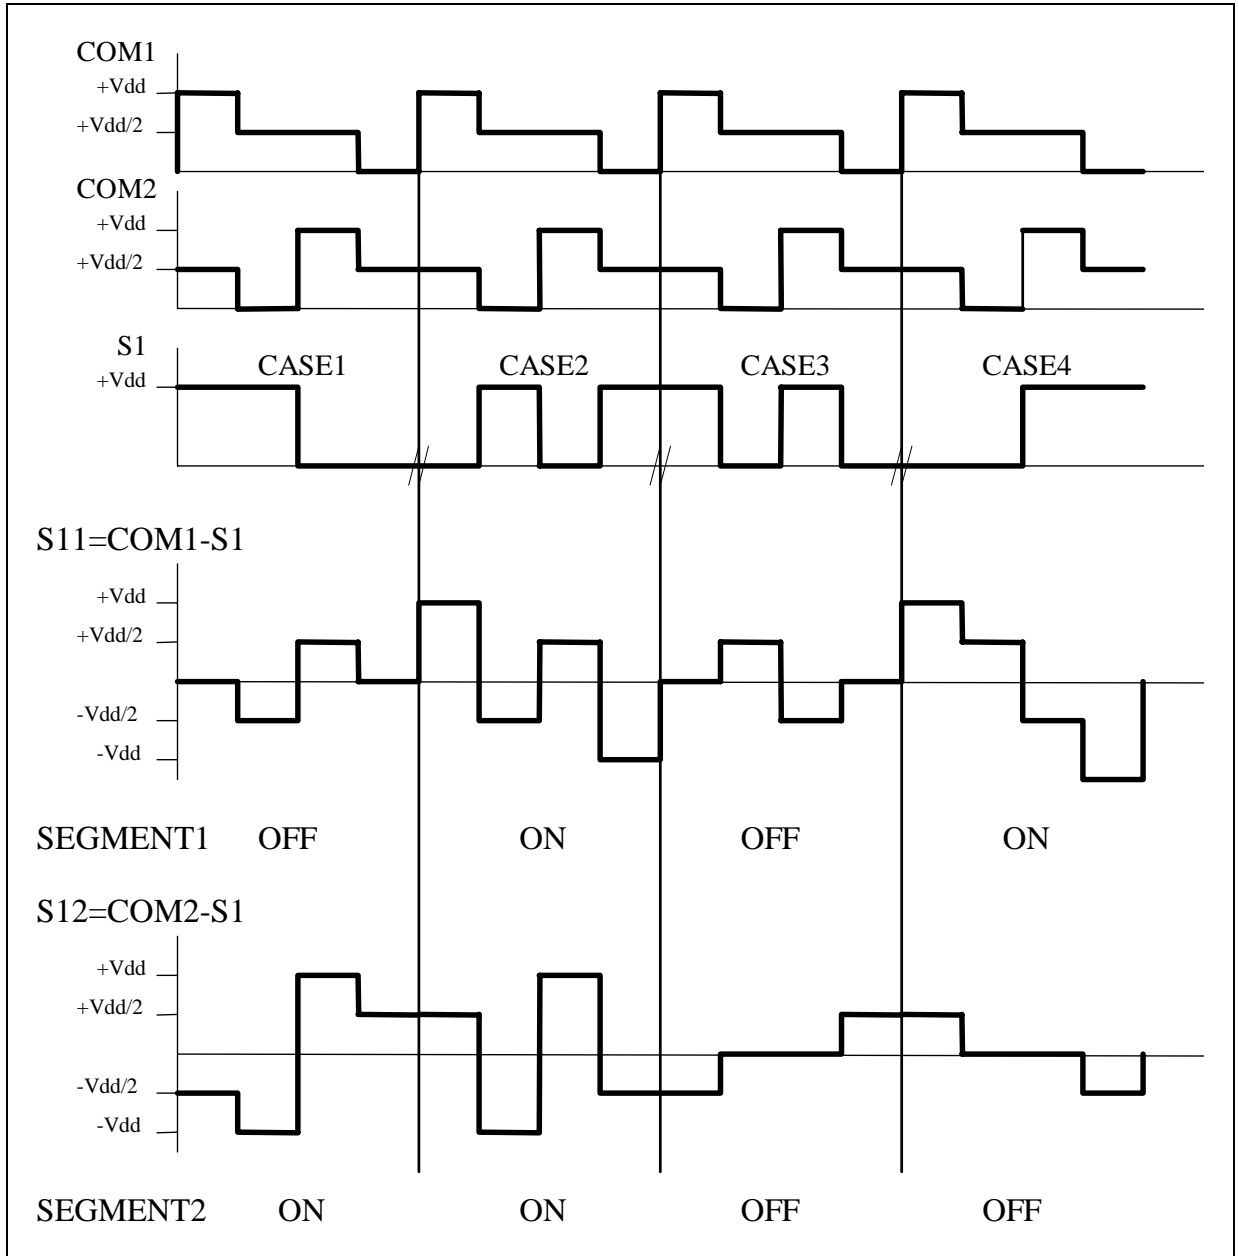 COM1
+Vdd
+Vdd/2
COM2
+Vdd
+Vdd/2
S1
+Vdd
CASE1 CASE2 CASE3 CASE4
S11=COM1-S1
+Vdd
+Vdd/2
-Vdd/2
-Vdd
SEGMENT1 OFF ON OFF ON
S12=COM2-S1
+Vdd
+Vdd/2
-Vdd/2
-Vdd
SEGMENT2 ON ON OFF OFF